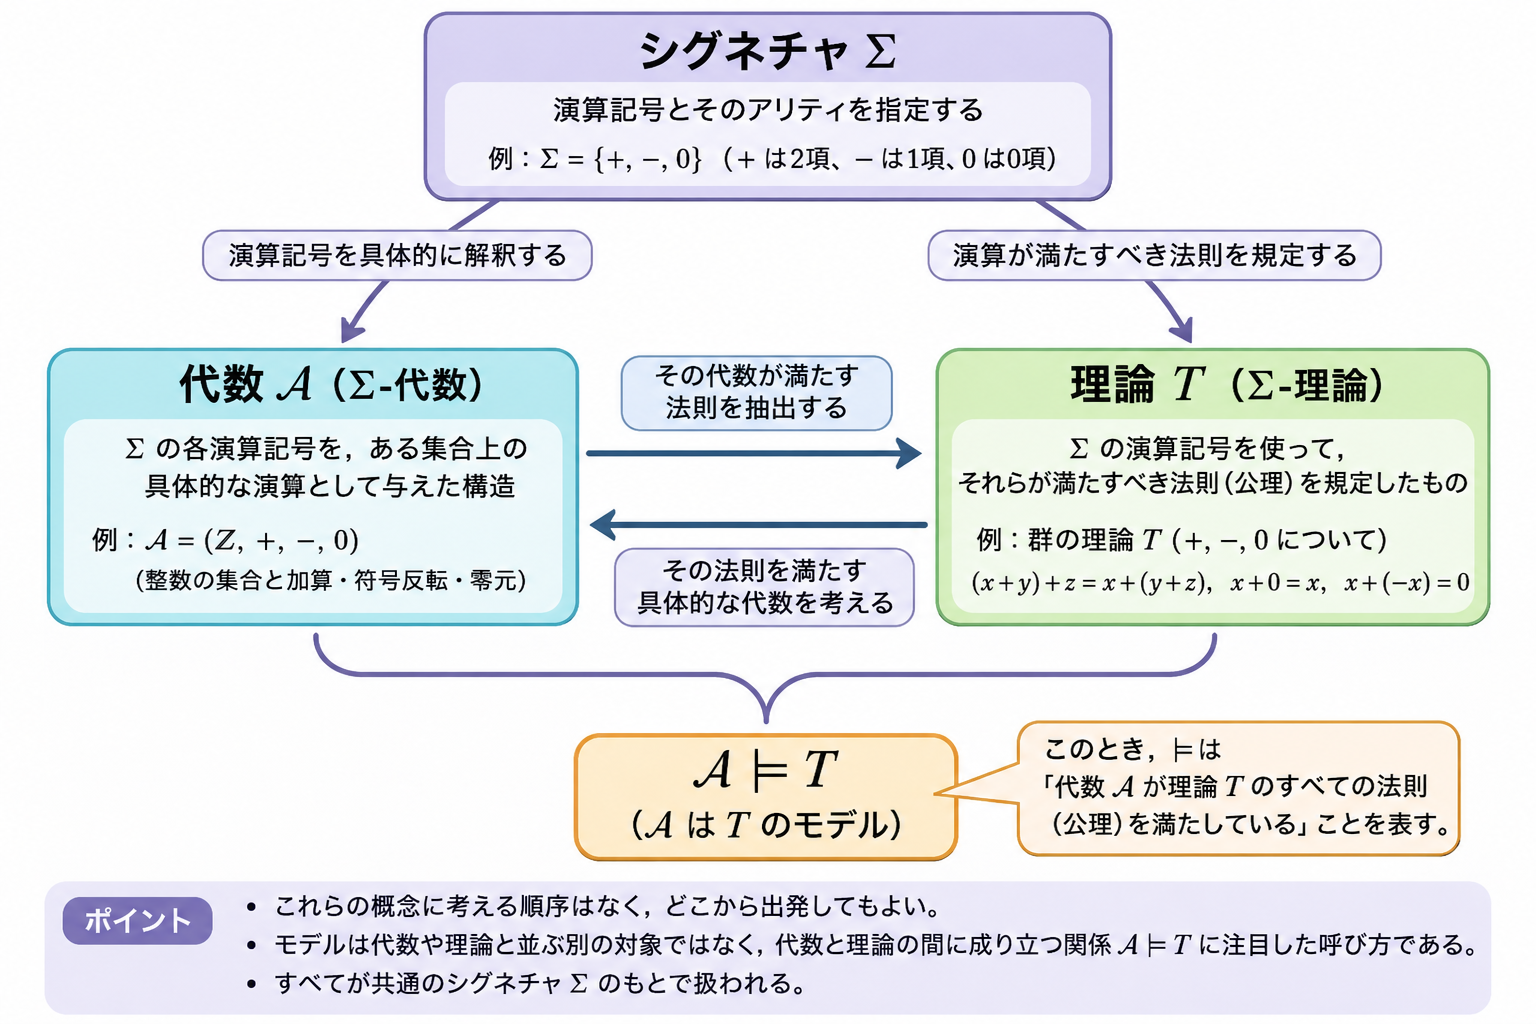 シグネチャ Σ
演算記号とそのアリティを指定する
例：Σ = {+, −, 0}（+ は2項、− は1項、0 は0項）
演算記号を具体的に解釈する
演算が満たすべき法則を規定する
代数 𝒜（Σ-代数）
Σ の各演算記号を，ある集合上の
具体的な演算として与えた構造
例：𝒜 = (Z, +, −, 0)
（整数の集合と加算・符号反転・零元）
その代数が満たす
法則を抽出する
その法則を満たす
具体的な代数を考える
理論 T（Σ-理論）
Σ の演算記号を使って，
それらが満たすべき法則（公理）を規定したもの
例：群の理論 T（+, −, 0 について）
(x+y)+z = x+(y+z), x+0 = x, x+(−x) = 0
𝒜 ⊨ T
（𝒜 は T のモデル）
このとき，⊨ は
「代数 𝒜 が理論 T のすべての法則
（公理）を満たしている」ことを表す。
ポイント
• これらの概念に考える順序はなく，どこから出発してもよい。
• モデルは代数や理論と並ぶ別の対象ではなく，代数と理論の間に成り立つ関係 𝒜 ⊨ T に注目した呼び方である。
• すべてが共通のシグネチャ Σ のもとで扱われる。